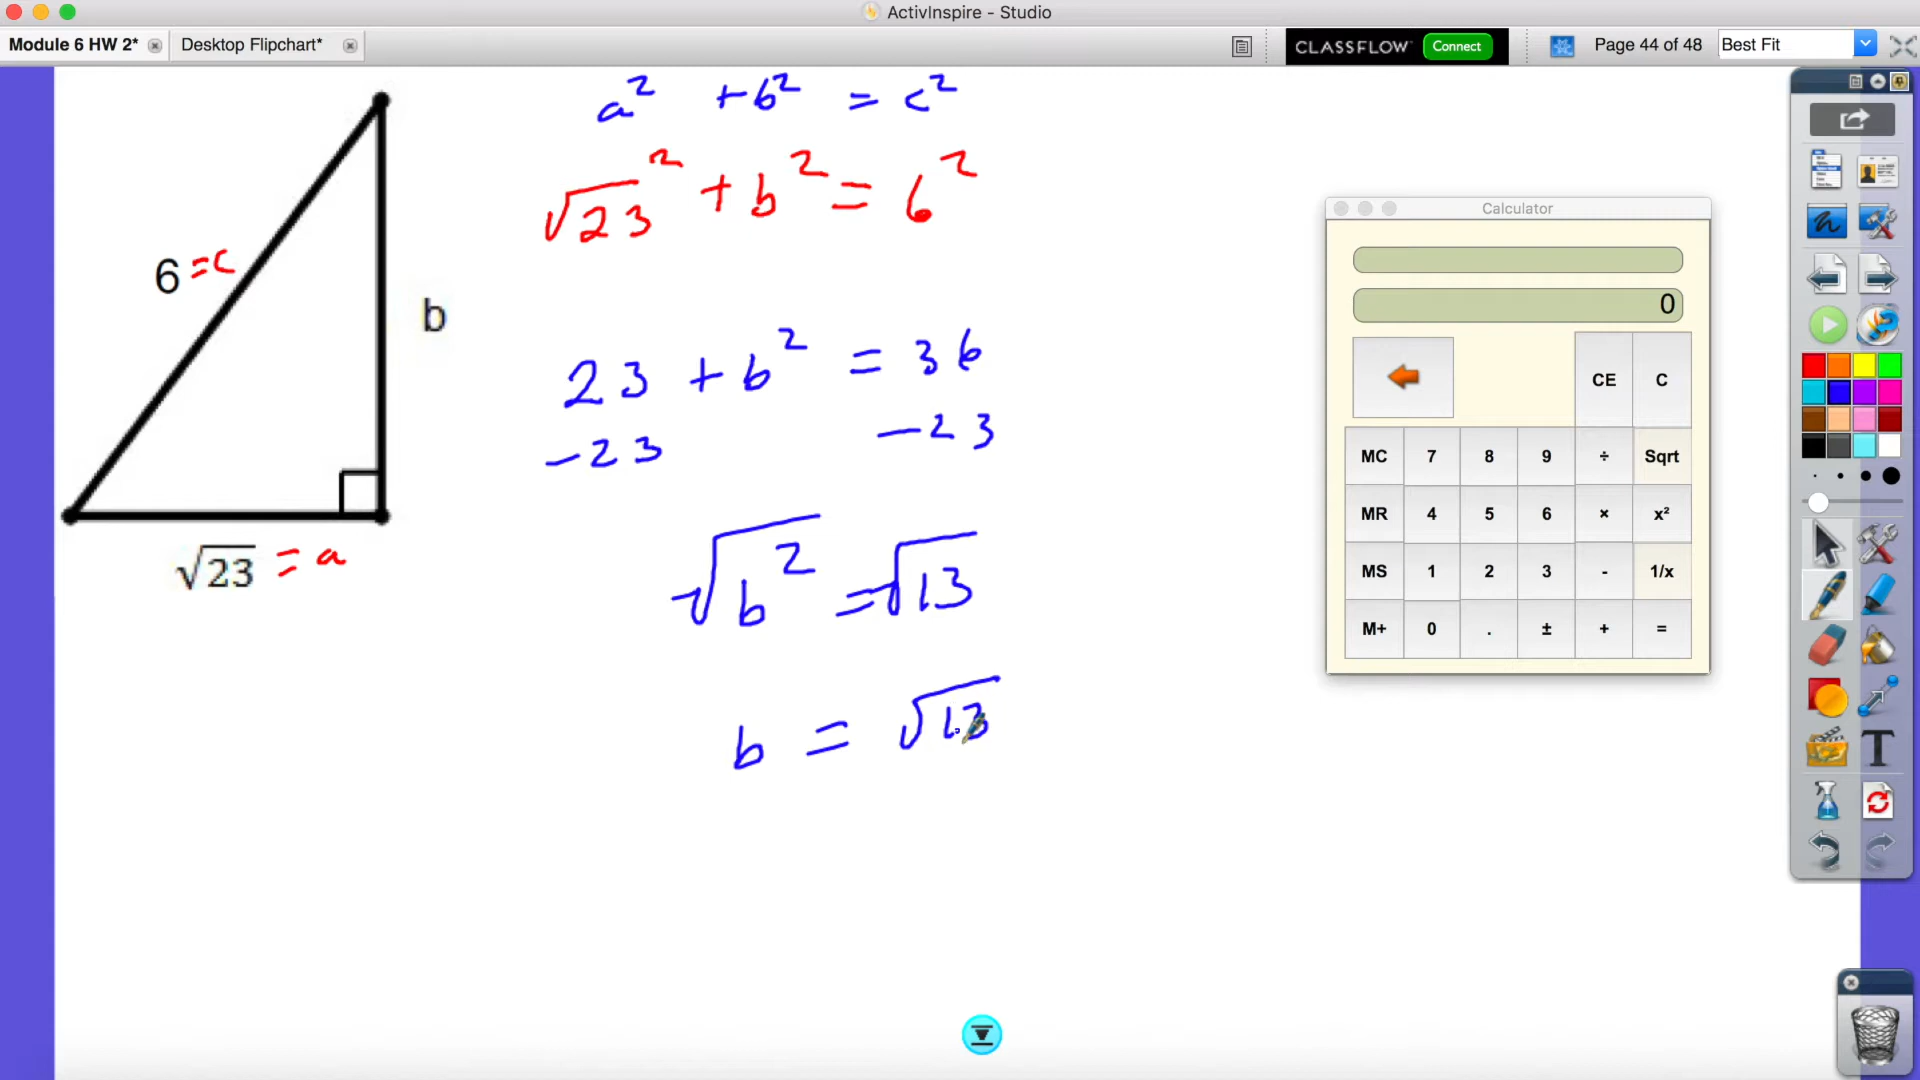 ActivInspire - Studio
Module 6 HW 2*
Desktop Flipchart*
CLASSFLOW Connect
Page 44 of 48
Best Fit
a² + b² = c²
√23² + b² = 6²
6 = c
b
23 + b² = 36
-23 -23
√b² = √13
√23 = a
b = √13
Calculator
0
CE C
MC 7 8 9 ÷ Sqrt
MR 4 5 6 × x²
MS 1 2 3 - 1/x
M+ 0 . ± + =
T